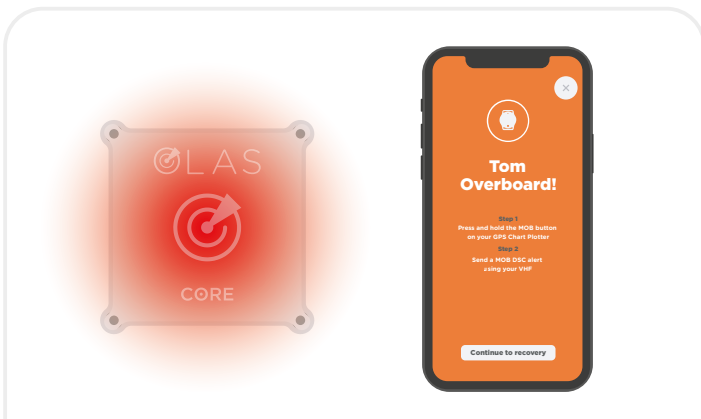 OLAS
CORE
Tom
Overboard!
Step 1
Press and hold the MOB button
on your GPS Chart Plotter
Step 2
Send a MOB DSC alert
using your VHF
Continue to recovery